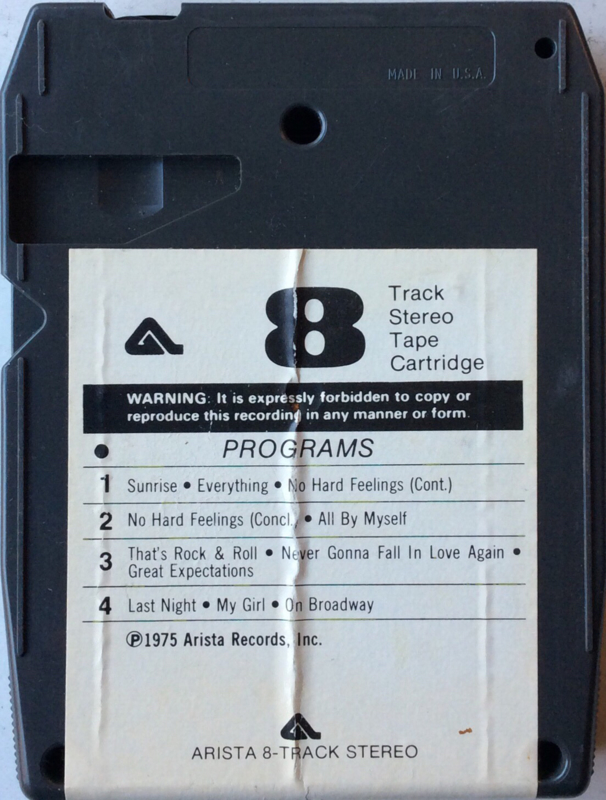 MADE IN U.S.A.
8
Track
Stereo
Tape
Cartridge
WARNING: It is expressly forbidden to copy or
reproduce this recording in any manner or form.
● PROGRAMS
1 Sunrise • Everything • No Hard Feelings (Cont.)
2 No Hard Feelings (Concl.) • All By Myself
3 That's Rock & Roll • Never Gonna Fall In Love Again •
Great Expectations
4 Last Night • My Girl • On Broadway
℗1975 Arista Records, Inc.
ARISTA 8-TRACK STEREO